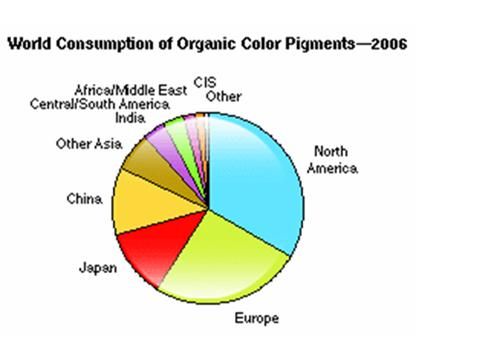 World Consumption of Organic Color Pigments—2006
CIS
Africa/Middle East
Other
Central/South America
India
Other Asia
North
America
China
Japan
Europe